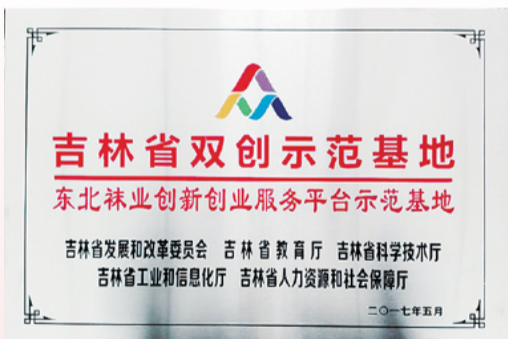 吉林省双创示范基地
东北袜业创新创业服务平台示范基地
吉林省发展和改革委员会 吉林省教育厅 吉林省科学技术厅
吉林省工业和信息化厅 吉林省人力资源和社会保障厅
二〇一七年五月